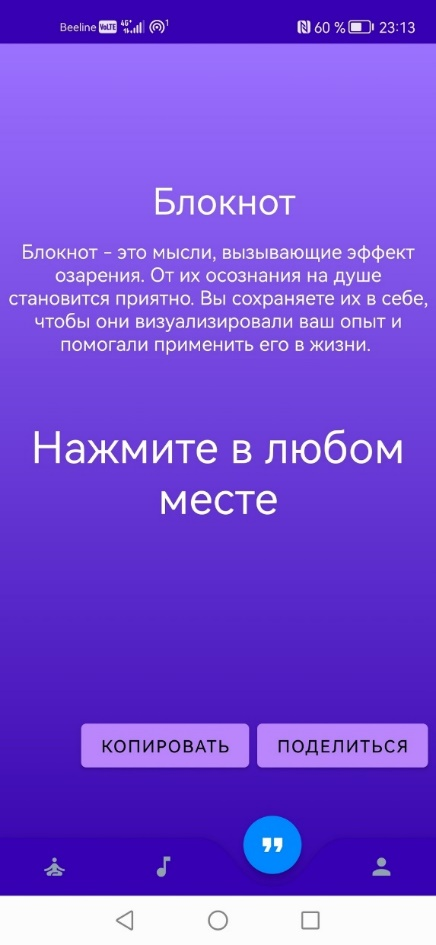 Beeline VoLTE 4G+ 1 60 % 23:13
Блокнот
Блокнот - это мысли, вызывающие эффект
озарения. От их осознания на душе
становится приятно. Вы сохраняете их в себе,
чтобы они визуализировали ваш опыт и
помогали применить его в жизни.
Нажмите в любом
месте
КОПИРОВАТЬ ПОДЕЛИТЬСЯ